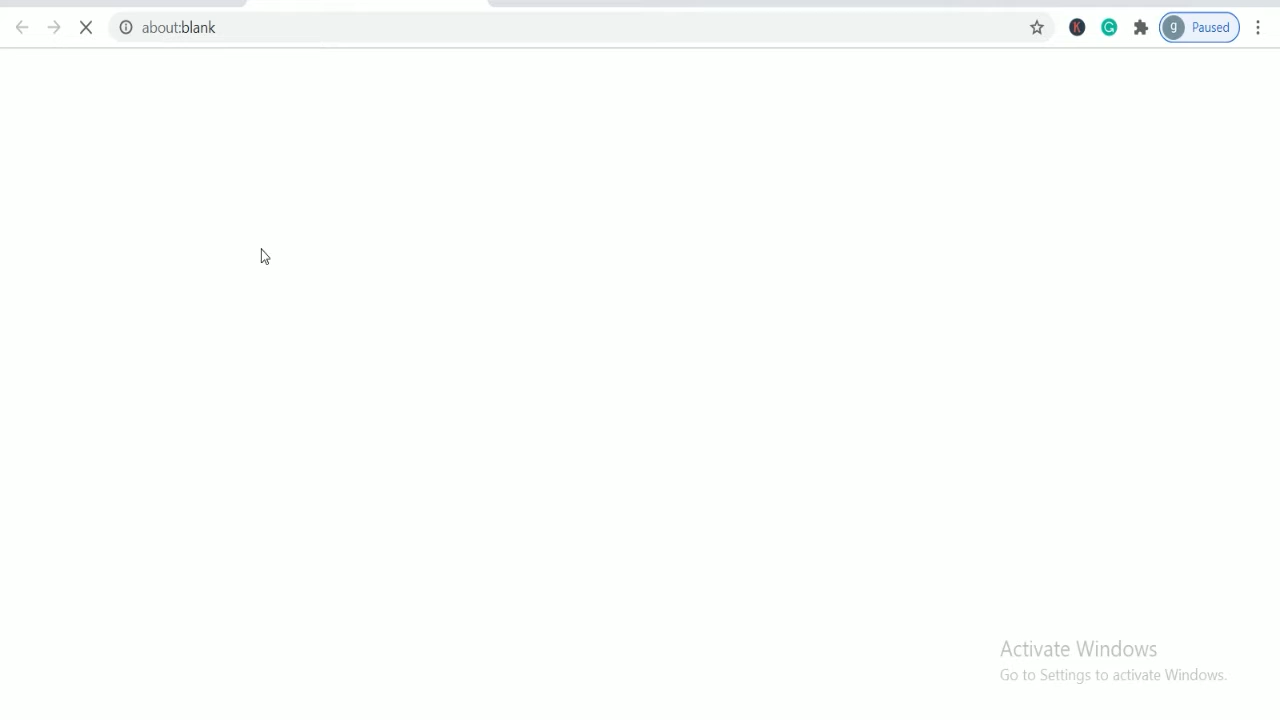 about:blank
K
G
g
Paused
Activate Windows
Go to Settings to activate Windows.